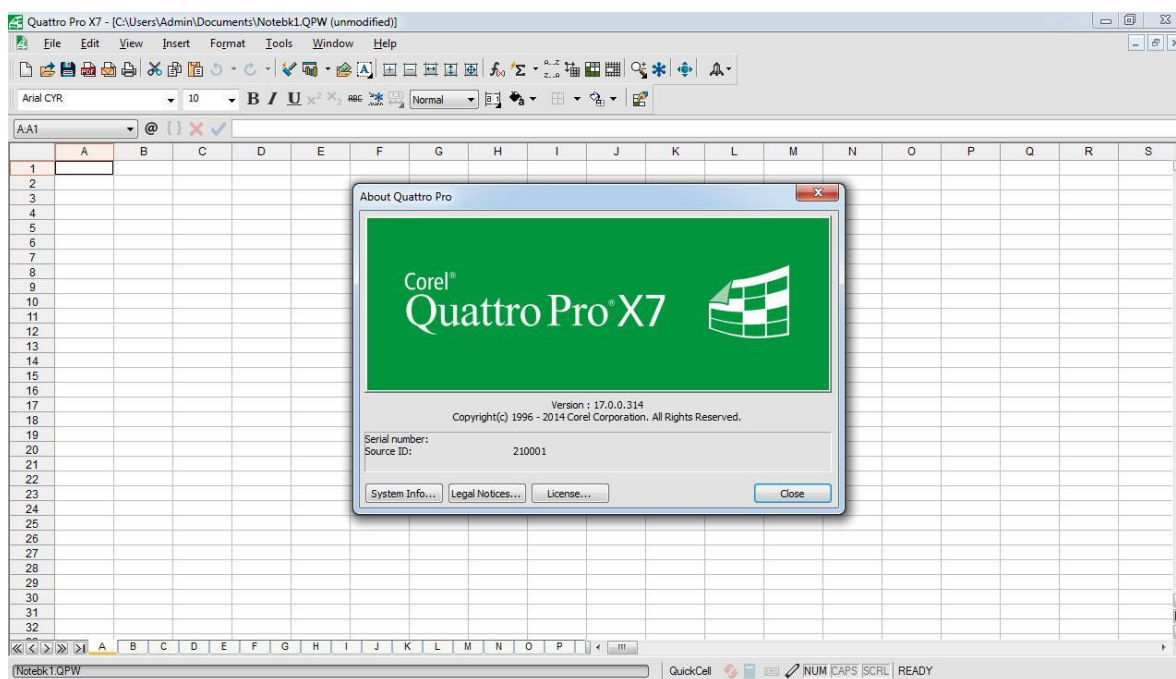 Quattro Pro X7 - [C:\Users\Admin\Documents\Notebk1.QPW (unmodified)]
File Edit View Insert Format Tools Window Help
Arial CYR 10 B I U x² X₂ ABC Normal
A:A1 @ { }
A B C D E F G H I J K L M N O P Q R S
1
2
3
4
5
6
7
8
9
10
11
12
13
14
15
16
17
18
19
20
21
22
23
24
25
26
27
28
29
30
31
32
About Quattro Pro
Corel®
Quattro Pro® X7
Version : 17.0.0.314
Copyright(c) 1996 - 2014 Corel Corporation. All Rights Reserved.
Serial number:
Source ID: 210001
System Info... Legal Notices... License... Close
A B C D E F G H I J K L M N O P
Notebk1.QPW QuickCell NUM CAPS SCRL READY